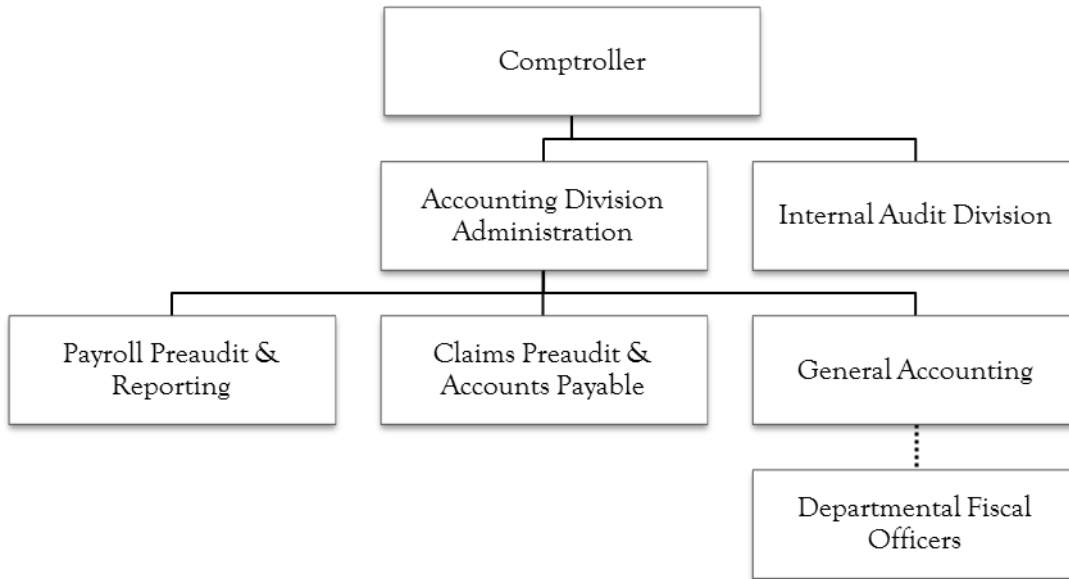 Comptroller
Accounting Division
Administration
Internal Audit Division
Payroll Preaudit &
Reporting
Claims Preaudit &
Accounts Payable
General Accounting
Departmental Fiscal
Officers